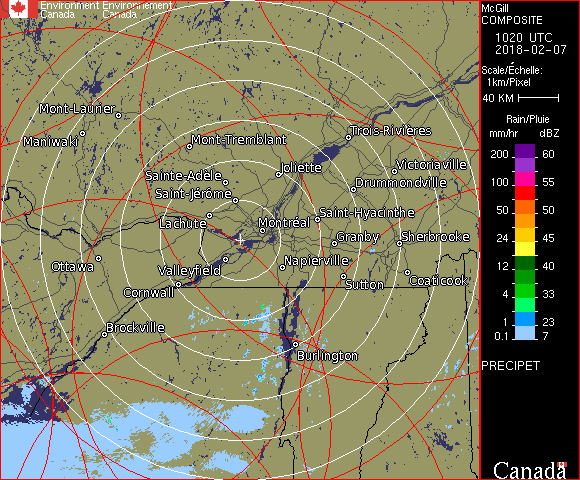 Environment Environnement
Canada Canada
McGill
COMPOSITE
1020 UTC
2018-02-07
Scale/Échelle:
1km/Pixel
40 KM
Rain/Pluie
mm/hr dBZ
200 60
100 55
75 50
50 45
24 30
12 40
4 33
1 23
0.1 7
PRECIPET
Canada
Mont-Laurier
Maniwaki
Mont-Tremblant
Trois-Rivières
Joliette
Victoriaville
Sainte-Adèle
Drummondville
Saint-Jérôme
Lachute
Saint-Hyacinthe
Montréal
Granby
Sherbrooke
Ottawa
Valleyfield
Napierville
Cornwall
Sutton
Coaticook
Brockville
Burlington